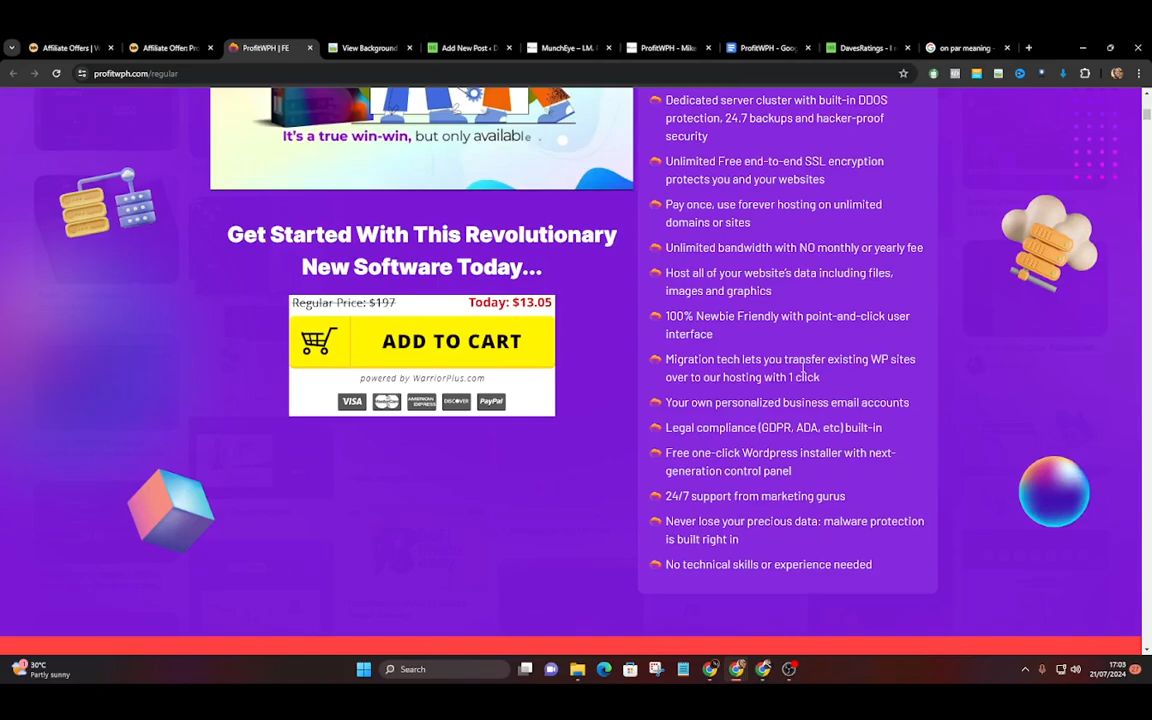 Affiliate Offers | W
Affiliate Offer: Pro
ProfitWPH | FE
View Background
Add New Post ‹ D
MunchEye – I.M.
ProfitWPH - Mike
ProfitWPH - Goog
DavesRatings - I
on par meaning -
profitwph.com/regular
It's a true win-win, but only available
Get Started With This Revolutionary
New Software Today...
Regular Price: $197 Today: $13.05
ADD TO CART
powered by WarriorPlus.com
VISA MasterCard AMERICAN EXPRESS DISCOVER PayPal
Dedicated server cluster with built-in DDOS
protection, 24.7 backups and hacker-proof
security
Unlimited Free end-to-end SSL encryption
protects you and your websites
Pay once, use forever hosting on unlimited
domains or sites
Unlimited bandwidth with NO monthly or yearly fee
Host all of your website's data including files,
images and graphics
100% Newbie Friendly with point-and-click user
interface
Migration tech lets you transfer existing WP sites
over to our hosting with 1 click
Your own personalized business email accounts
Legal compliance (GDPR, ADA, etc) built-in
Free one-click Wordpress installer with next-
generation control panel
24/7 support from marketing gurus
Never lose your precious data: malware protection
is built right in
No technical skills or experience needed
30°C
Partly sunny
Search
17:03
21/07/2024